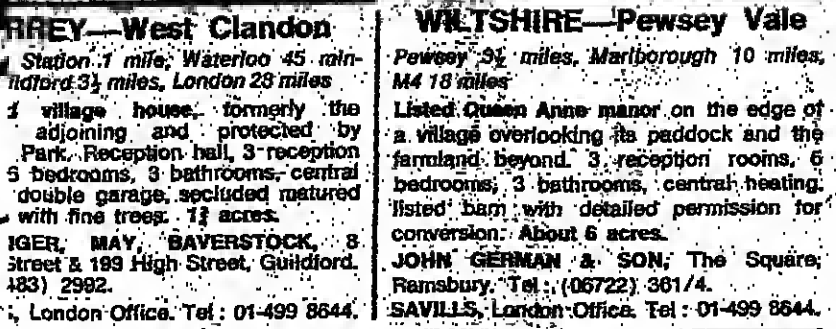 RREY—West Clandon
Station 1 mile, Waterloo 45 min-
ildford 3½ miles, London 28 miles
village house, formerly the
adjoining and protected by
Park. Reception hall, 3 reception
bedrooms, 3 bathrooms, central
double garage, secluded matured
with fine trees. 1¾ acres.
IGER, MAY, BAVERSTOCK, 8
Street & 199 High Street, Guildford.
483) 2992.
, London Office. Tel: 01-499 8644.
WILTSHIRE—Pewsey Vale
Pewsey miles, Marlborough 10 miles,
M4 18 miles
Listed Queen Anne manor on the edge of
a village overlooking its paddock and the
farmland beyond. 3 reception rooms, 6
bedrooms, 3 bathrooms, central heating,
listed barn with detailed permission for
conversion. About 6 acres.
JOHN GERMAN & SON, The Square,
Ramsbury. Tel: (06722) 361/4.
SAVILLS, London Office. Tel: 01-499 8644.